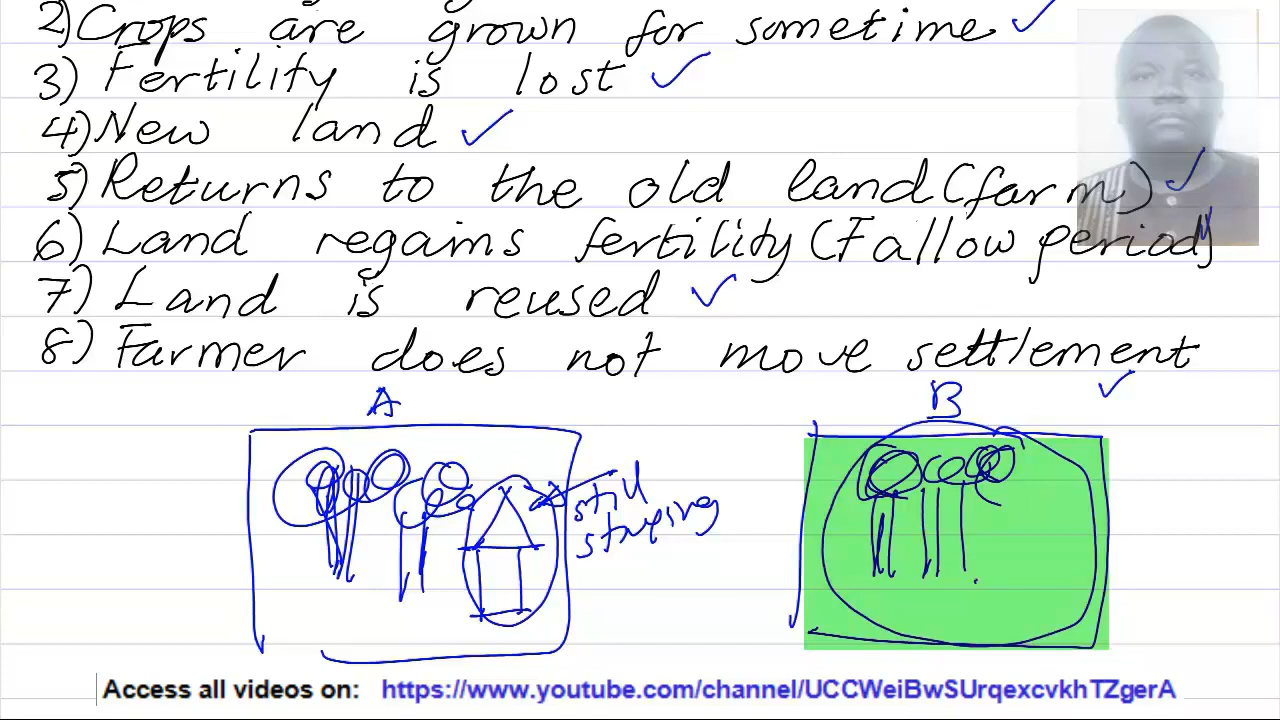 2) Crops are grown for sometime ✓
3) Fertility is lost ✓
4) New land ✓
5) Returns to the old land (farm) ✓
6) Land regains fertility (Fallow period)
7) Land is reused ✓
8) Farmer does not move settlement ✓
A
B
still
staying
Access all videos on: https://www.youtube.com/channel/UCCWeiBwSUrqexcvkhTZgerA